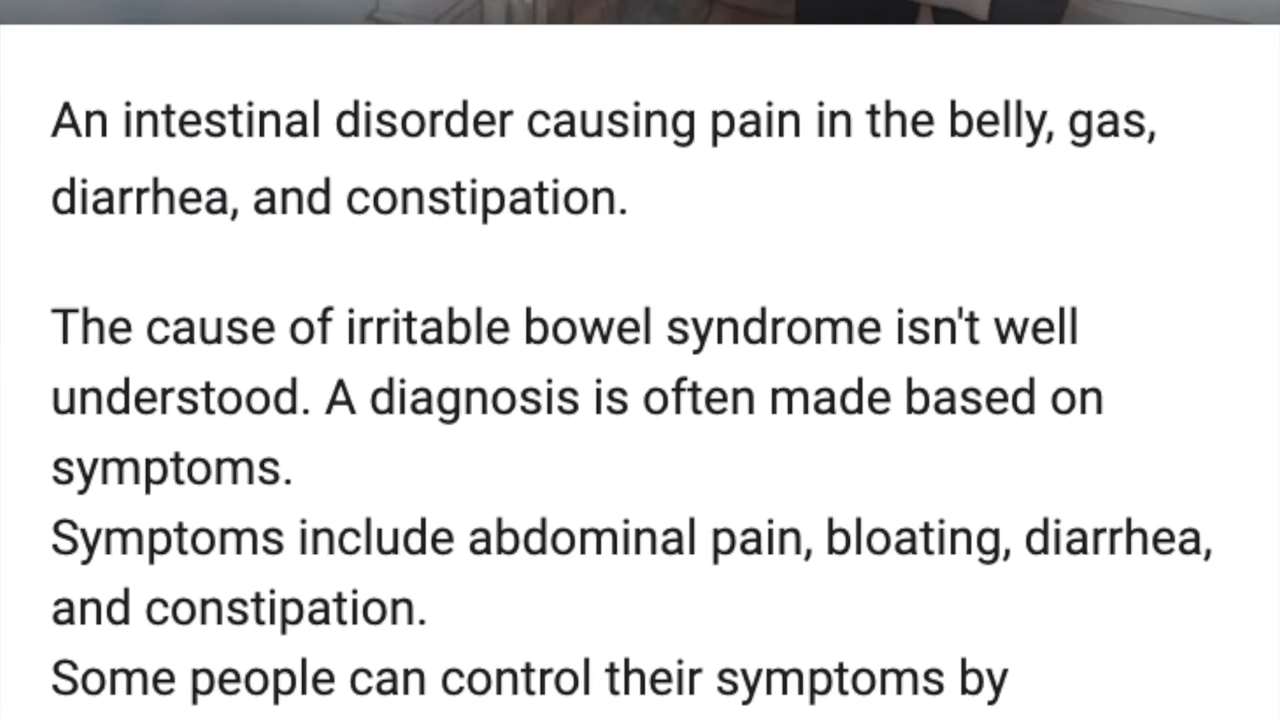 An intestinal disorder causing pain in the belly, gas,
diarrhea, and constipation.
The cause of irritable bowel syndrome isn't well
understood. A diagnosis is often made based on
symptoms.
Symptoms include abdominal pain, bloating, diarrhea,
and constipation.
Some people can control their symptoms by